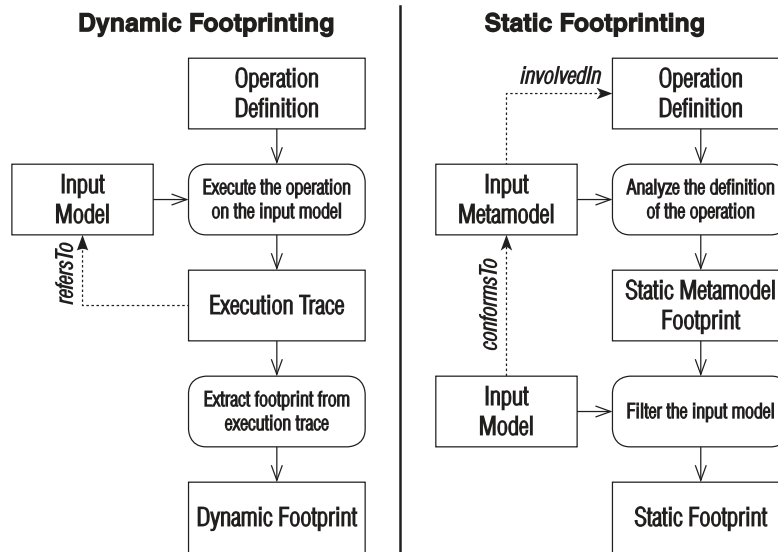 Dynamic Footprinting
Operation
Definition
Input
Model
Execute the operation
on the input model
refersTo
Execution Trace
Extract footprint from
execution trace
Dynamic Footprint
Static Footprinting
involvedIn
Operation
Definition
Input
Metamodel
Analyze the definition
of the operation
conformsTo
Static Metamodel
Footprint
Input
Model
Filter the input model
Static Footprint